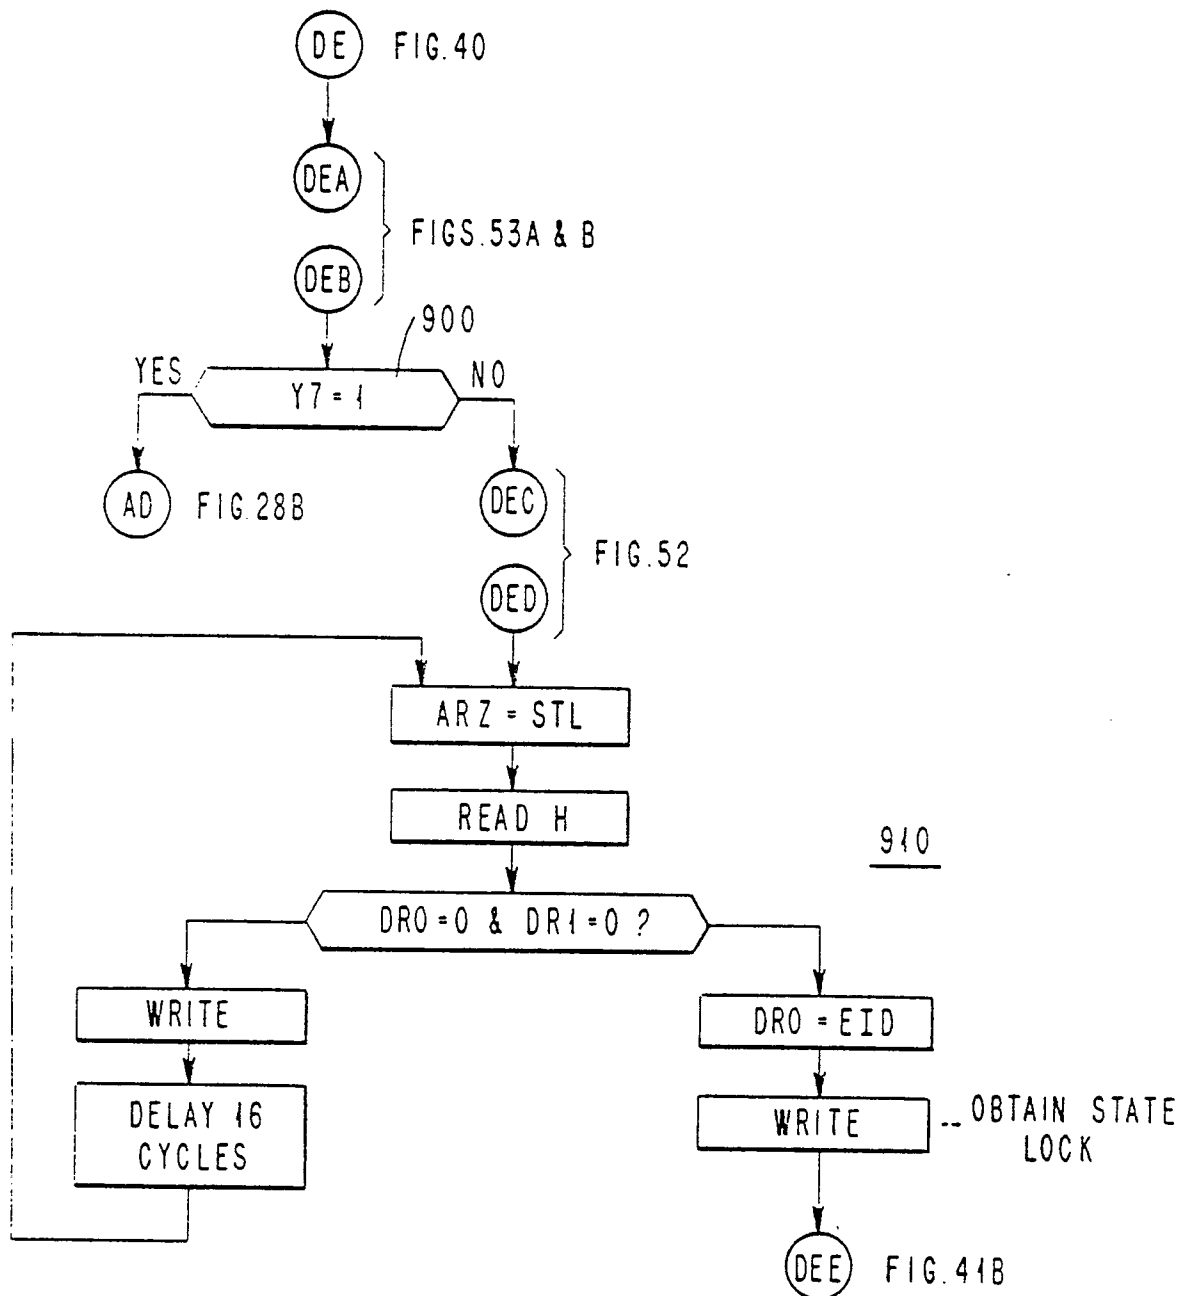 DE FIG.40
DEA
FIGS.53A & B
DEB
900
YES
Y7=1
NO
AD FIG.28B
DEC
FIG.52
DED
ARZ = STL
READ H
910
DR0=0 & DR1=0 ?
WRITE
DELAY 16
CYCLES
DR0 = EID
WRITE
-- OBTAIN STATE
LOCK
DEE FIG.41B